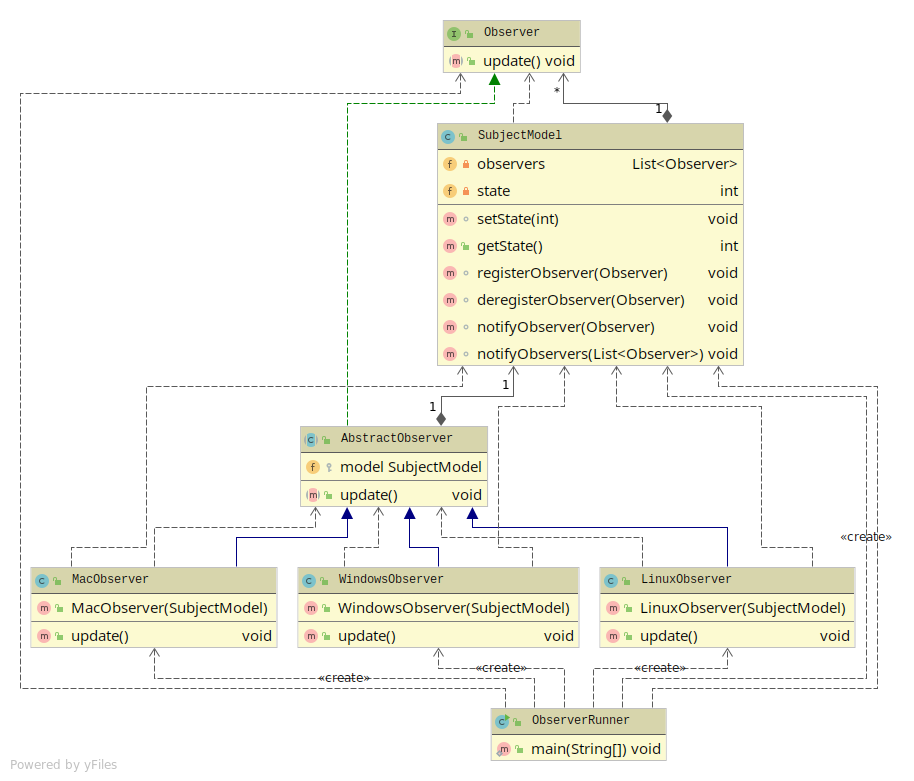 Observer
update() void
*
1
SubjectModel
observers List<Observer>
state int
setState(int) void
getState() int
registerObserver(Observer) void
deregisterObserver(Observer) void
notifyObserver(Observer) void
notifyObservers(List<Observer>) void
1
1
AbstractObserver
model SubjectModel
update() void
«create»
MacObserver
MacObserver(SubjectModel)
update() void
WindowsObserver
WindowsObserver(SubjectModel)
update() void
LinuxObserver
LinuxObserver(SubjectModel)
update() void
«create»
«create»
«create»
ObserverRunner
main(String[]) void
Powered by yFiles